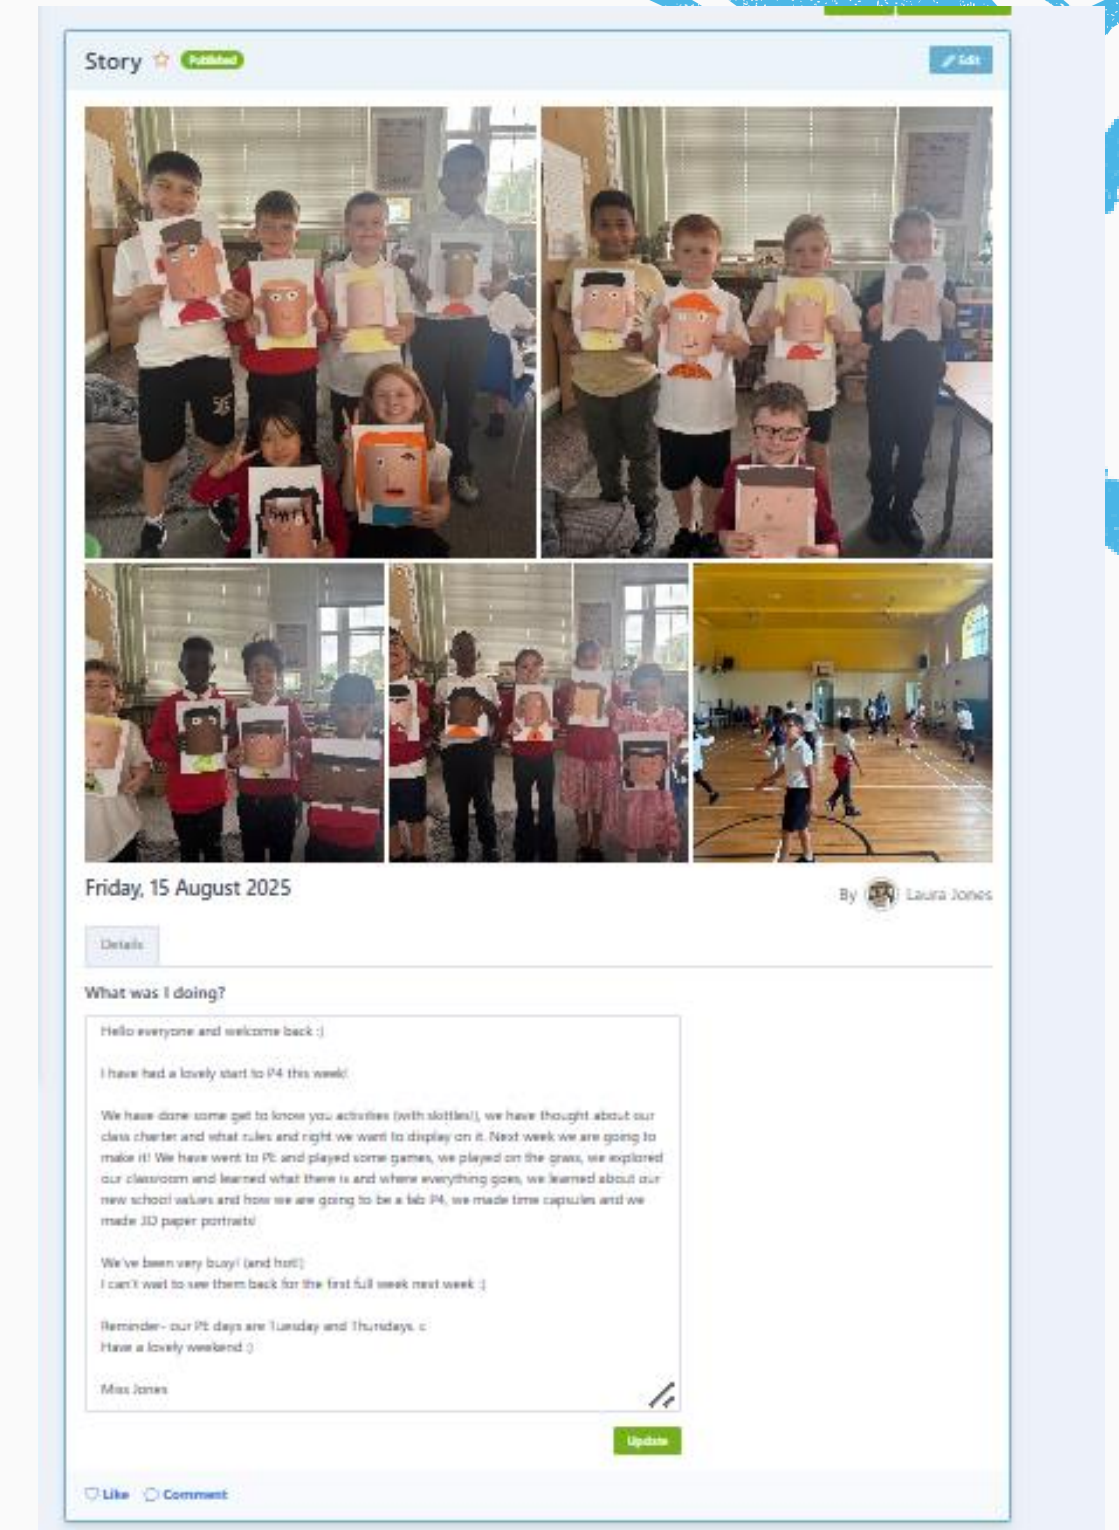 Story
Published
Edit
Friday, 15 August 2025
By Laura Jones
Details
What was I doing?
Hello everyone and welcome back :)
I have had a lovely start to P4 this week!
We have done some get to know you activities (with skittles!), we have thought about our
class charter and what rules and right we want to display on it. Next week we are going to
make it! We have went to PE and played some games, we played on the grass, we explored
our classroom and learned what there is and where everything goes, we learned about our
new school values and how we are going to be a fab P4, we made time capsules and we
made 3D paper portraits!
We've been very busy! (and hot!)
I can't wait to see them back for the first full week next week :)
Reminder- our PE days are Tuesday and Thursdays. c
Have a lovely weekend :)
Miss Jones
Update
Like Comment